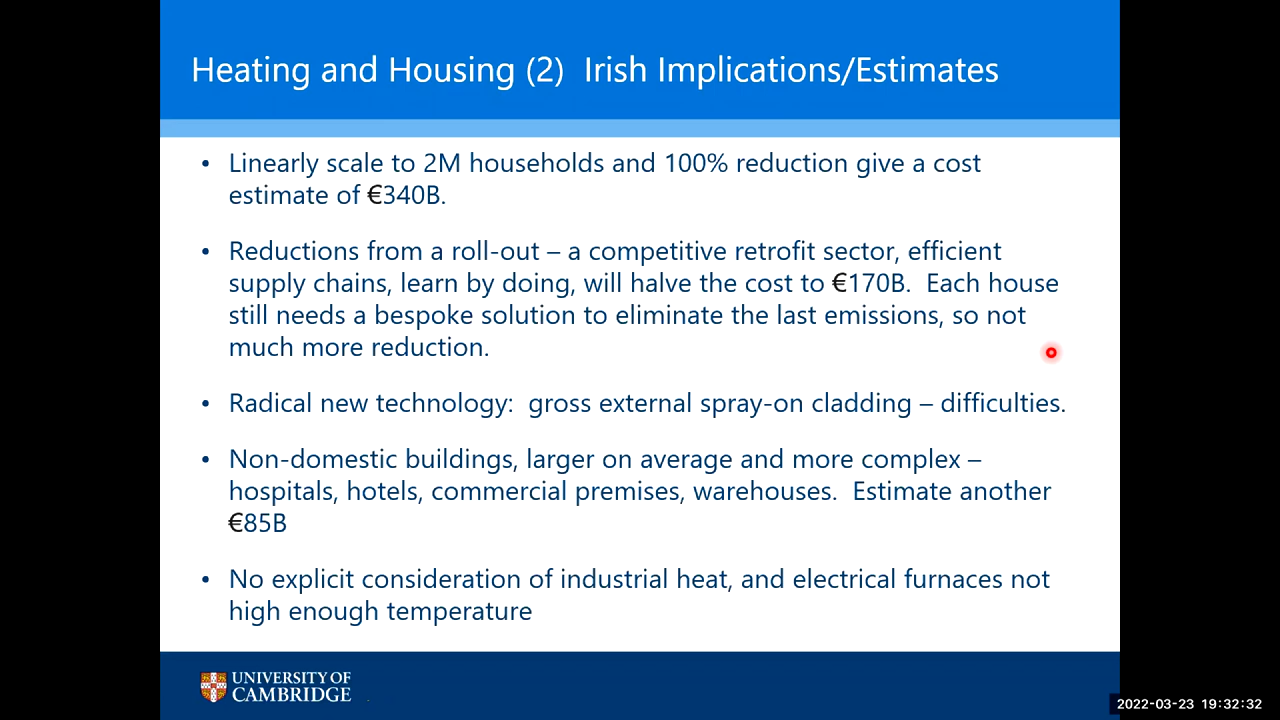 Heating and Housing (2)  Irish Implications/Estimates
• Linearly scale to 2M households and 100% reduction give a cost
estimate of €340B.
• Reductions from a roll-out – a competitive retrofit sector, efficient
supply chains, learn by doing, will halve the cost to €170B.  Each house
still needs a bespoke solution to eliminate the last emissions, so not
much more reduction.
• Radical new technology:  gross external spray-on cladding – difficulties.
• Non-domestic buildings, larger on average and more complex –
hospitals, hotels, commercial premises, warehouses.  Estimate another
€85B
• No explicit consideration of industrial heat, and electrical furnaces not
high enough temperature
UNIVERSITY OF
CAMBRIDGE
2022-03-23 19:32:32